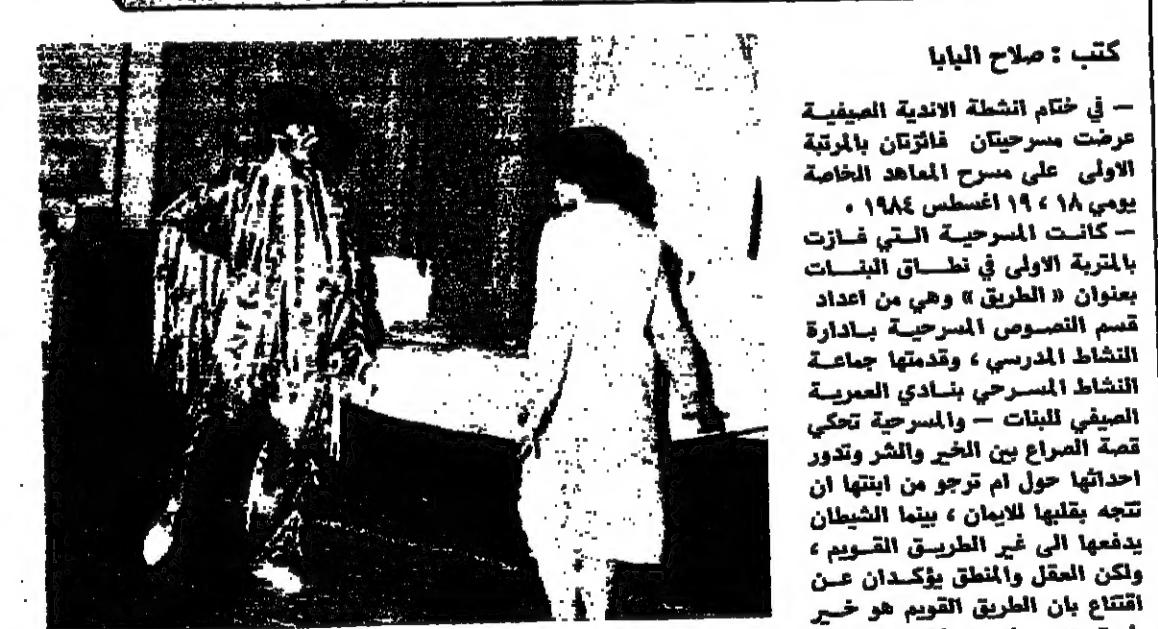 كتب : صلاح البابا
— في ختام انشطة الاندية الصيفية
عرضت مسرحيتان فائزتان بالمرتبة
الاولى على مسرح المعاهد الخاصة
يومي ١٨ ، ١٩ اغسطس ١٩٨٤ .
— كانت المسرحية التي فازت
بالمترية الاولى في نطاق البنات
بعنوان « الطريق » وهي من اعداد
قسم النصوص المسرحية بادارة
النشاط المدرسي ، وقدمتها جماعة
النشاط المسرحي بنادي العمرية
الصيفي للبنات — والمسرحية تحكي
قصة الصراع بين الخير والشر وتدور
احداثها حول ام ترجو من ابنتها ان
تتجه بقلبها للايمان ، بينما الشيطان
يدفعها الى غير الطريق القويم ،
ولكن العقل والمنطق يؤكدان عن
اقتناع بان الطريق القويم هو خير